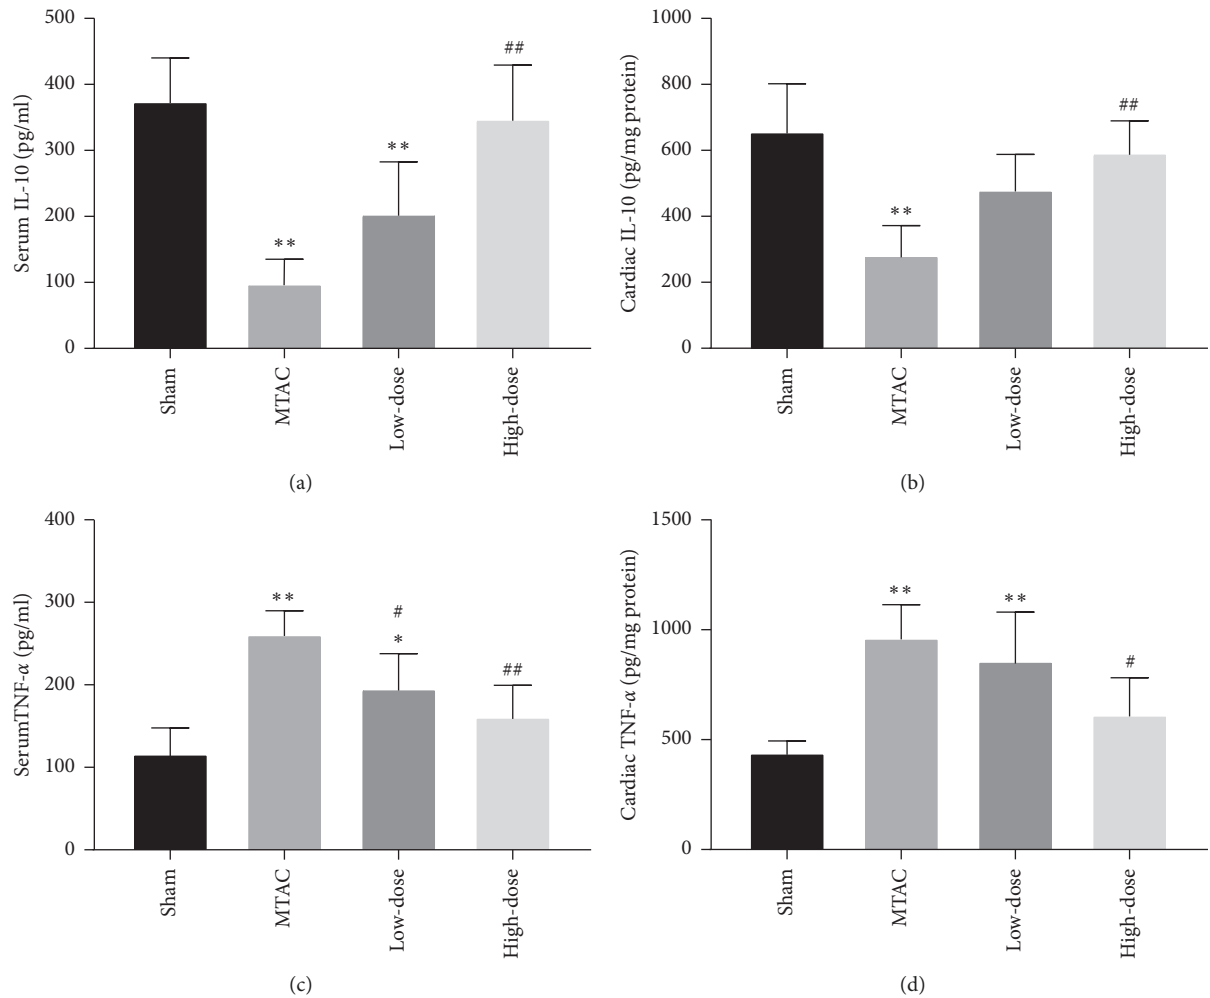 500
400
300
200
100
0
Serum IL-10 (pg/ml)
**
**
##
Sham
MTAC
Low-dose
High-dose
(a)
1000
800
600
400
200
0
Cardiac IL-10 (pg/mg protein)
**
##
Sham
MTAC
Low-dose
High-dose
(b)
400
300
200
100
0
SerumTNF-α (pg/ml)
**
#
*
##
Sham
MTAC
Low-dose
High-dose
(c)
1500
1000
500
0
Cardiac TNF-α (pg/mg protein)
**
**
#
Sham
MTAC
Low-dose
High-dose
(d)